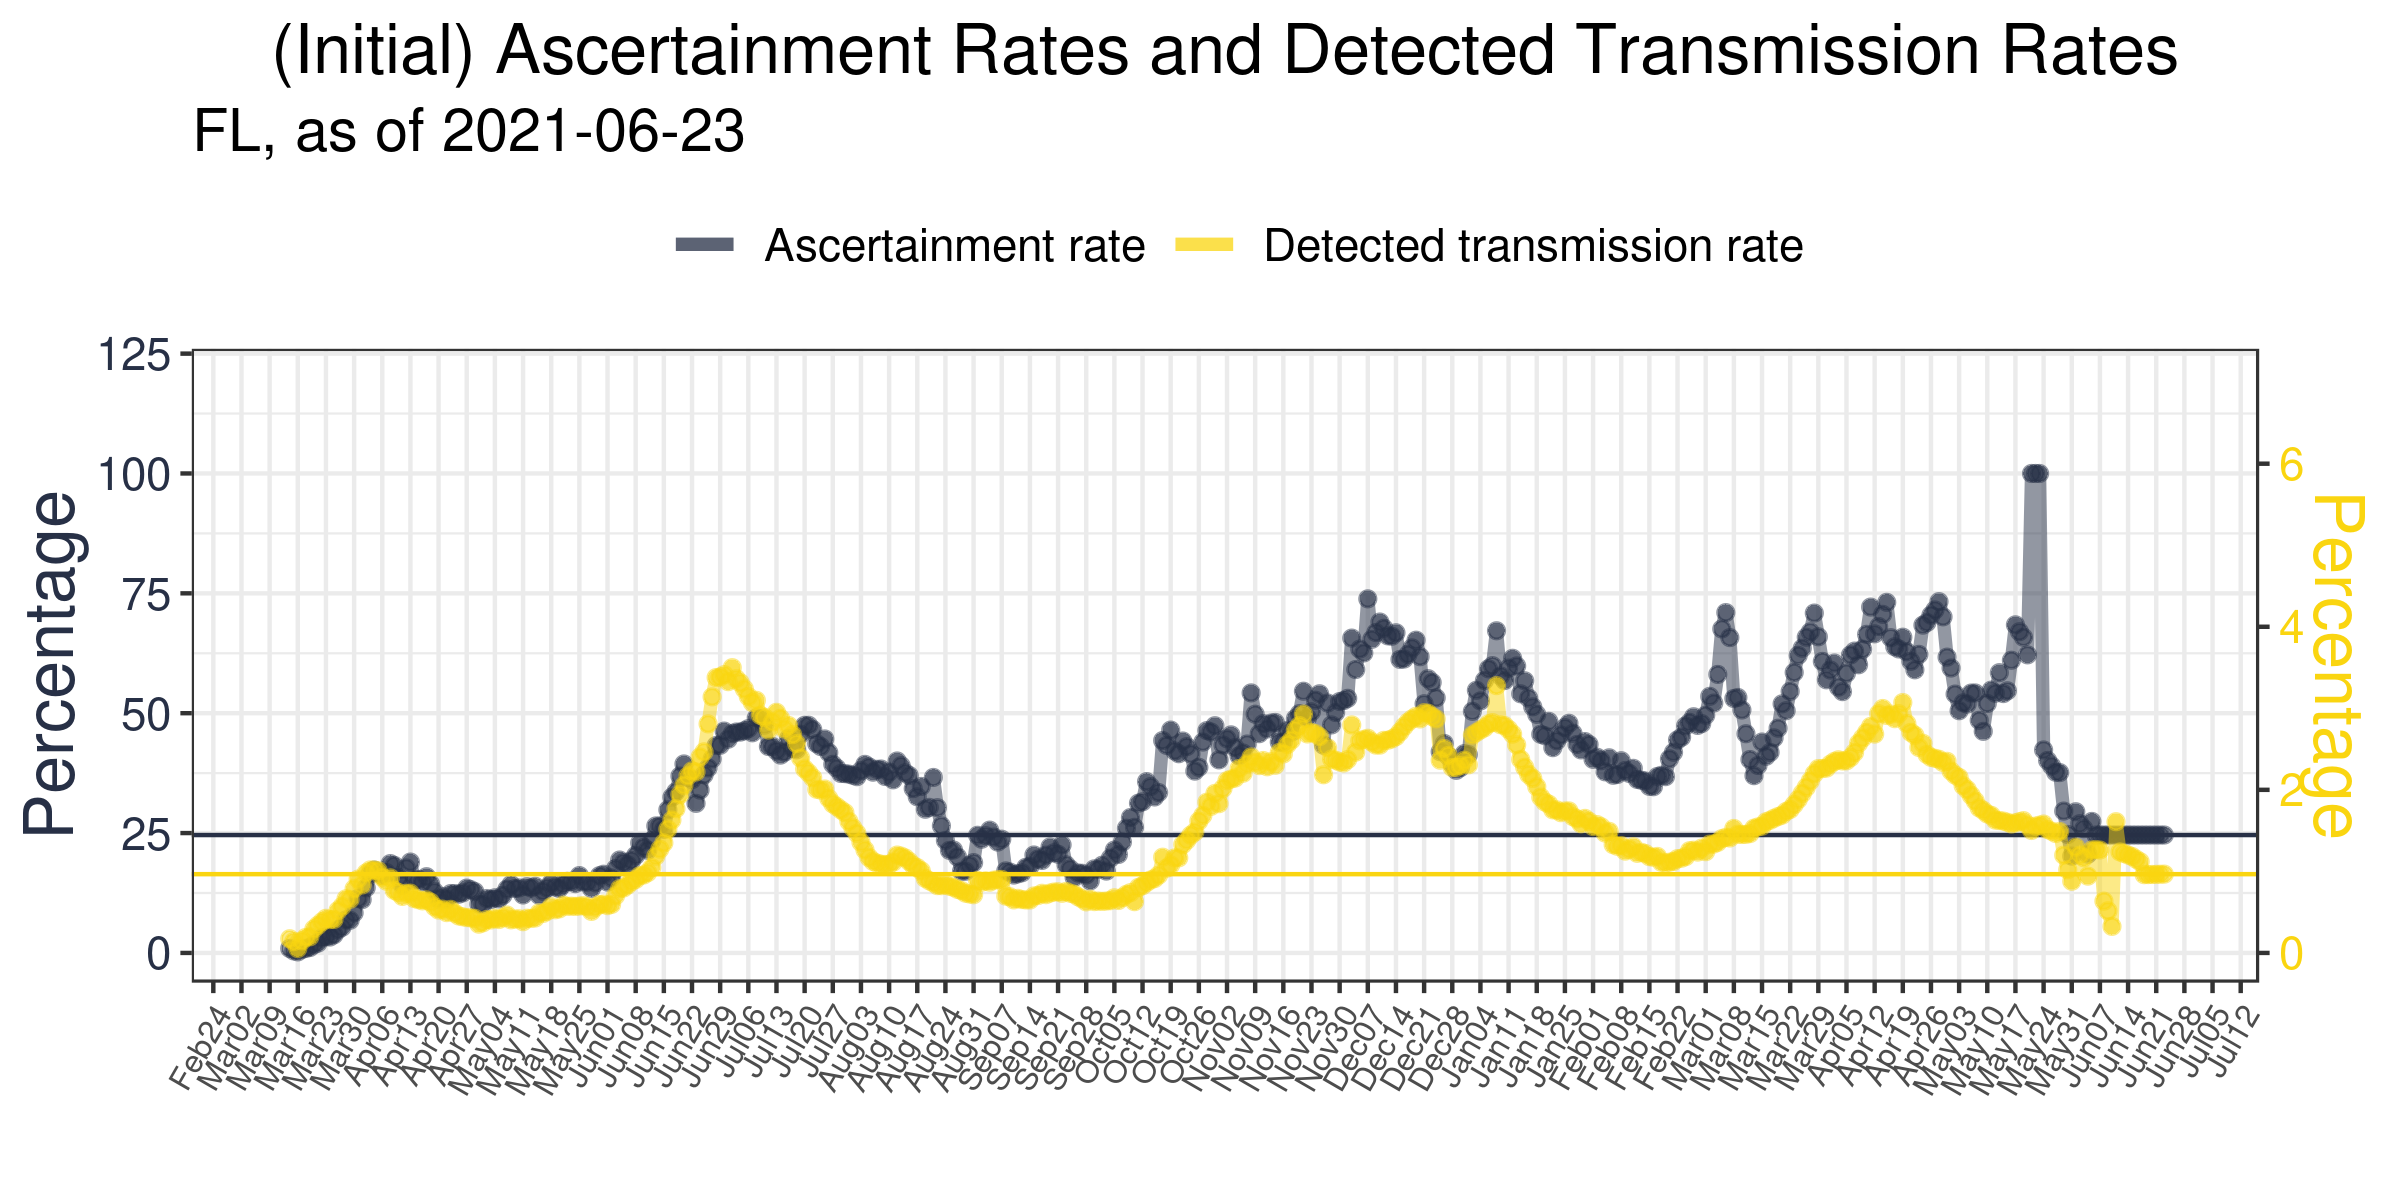 (Initial) Ascertainment Rates and Detected Transmission Rates
FL, as of 2021-06-23
Ascertainment rate
Detected transmission rate
Percentage
125
100
75
50
25
0
6
4
2
0
Percentage
Feb24
Mar02
Mar09
Mar16
Mar23
Mar30
Apr06
Apr13
Apr20
Apr27
May04
May11
May18
May25
Jun01
Jun08
Jun15
Jun22
Jun29
Jul06
Jul13
Jul20
Jul27
Aug03
Aug10
Aug17
Aug24
Aug31
Sep07
Sep14
Sep21
Sep28
Oct05
Oct12
Oct19
Oct26
Nov02
Nov09
Nov16
Nov23
Nov30
Dec07
Dec14
Dec21
Dec28
Jan04
Jan11
Jan18
Jan25
Feb01
Feb08
Feb15
Feb22
Mar01
Mar08
Mar15
Mar22
Mar29
Apr05
Apr12
Apr19
Apr26
May03
May10
May17
May24
May31
Jun07
Jun14
Jun21
Jun28
Jul05
Jul12